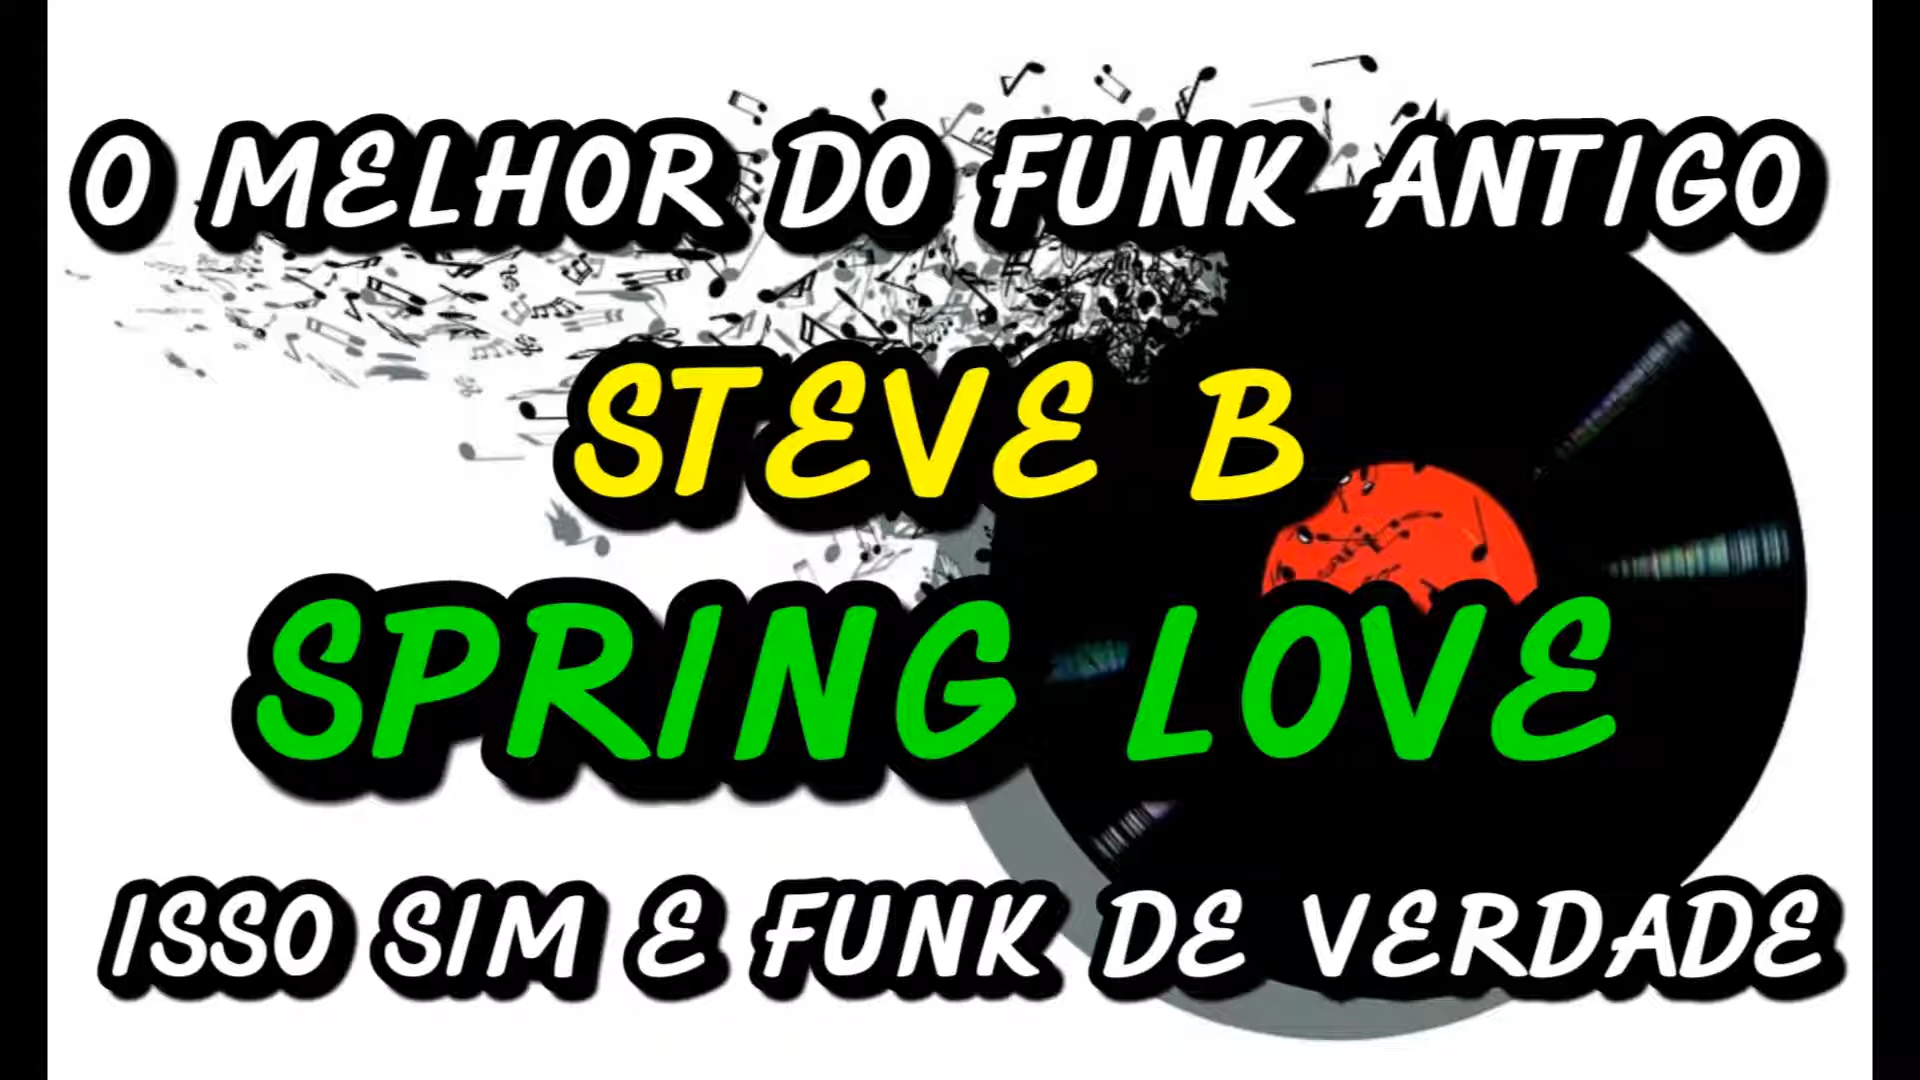 O MELHOR DO FUNK ANTIGO
STEVE B
SPRING LOVE
ISSO SIM E FUNK DE VERDADE